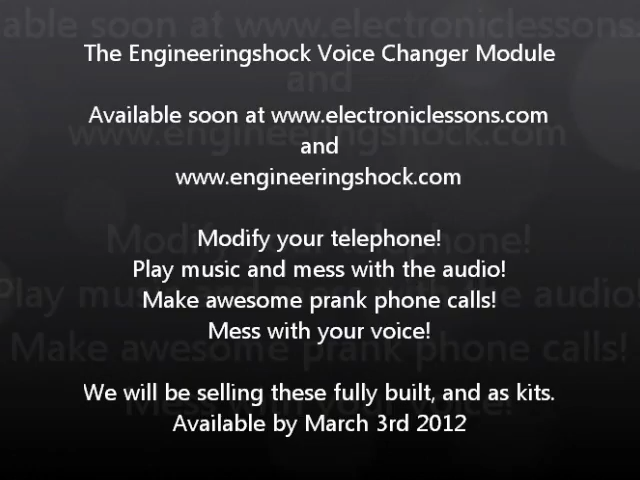 The Engineeringshock Voice Changer Module
Available soon at www.electroniclessons.com
and
www.engineeringshock.com
Modify your telephone!
Play music and mess with the audio!
Make awesome prank phone calls!
Mess with your voice!
We will be selling these fully built, and as kits.
Available by March 3rd 2012